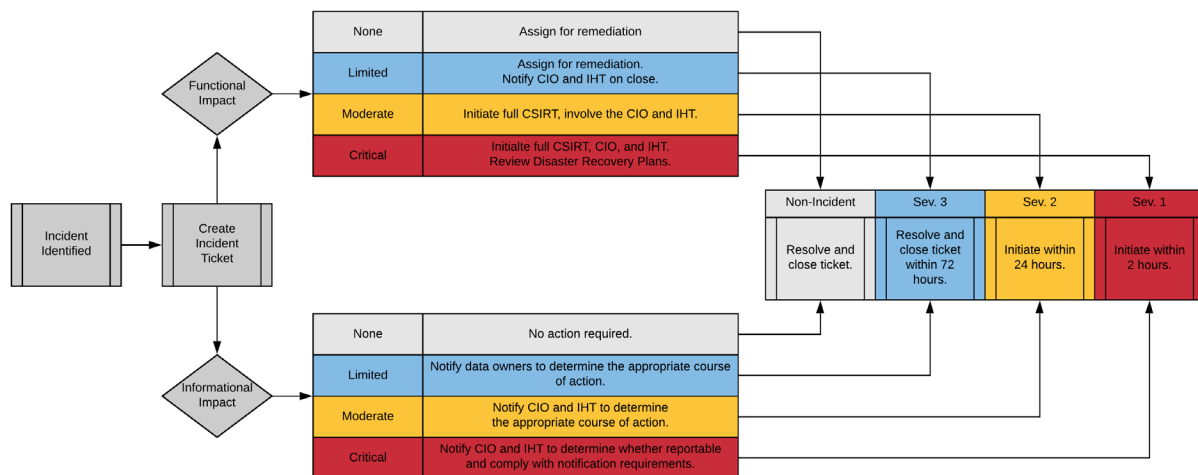 None
Assign for remediation
Limited
Assign for remediation.
Notify CIO and IHT on close.
Moderate
Initiate full CSIRT, involve the CIO and IHT.
Critical
Initialte full CSIRT, CIO, and IHT.
Review Disaster Recovery Plans.
Functional
Impact
Incident
Identified
Create
Incident
Ticket
Non-Incident
Sev. 3
Sev. 2
Sev. 1
Resolve and
close ticket.
Resolve and
close ticket
within 72
hours.
Initiate within
24 hours.
Initiate within
2 hours.
Informational
Impact
None
No action required.
Limited
Notify data owners to determine the appropriate course
of action.
Moderate
Notify CIO and IHT to determine
the appropriate course of action.
Critical
Notify CIO and IHT to determine whether reportable
and comply with notification requirements.